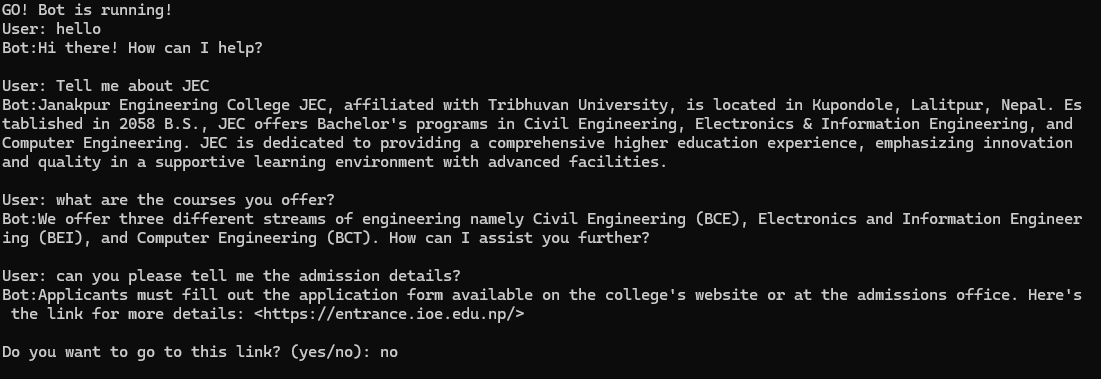 GO! Bot is running!
User: hello
Bot:Hi there! How can I help?
User: Tell me about JEC
Bot:Janakpur Engineering College JEC, affiliated with Tribhuvan University, is located in Kupondole, Lalitpur, Nepal. Es
tablished in 2058 B.S., JEC offers Bachelor's programs in Civil Engineering, Electronics & Information Engineering, and
Computer Engineering. JEC is dedicated to providing a comprehensive higher education experience, emphasizing innovation
and quality in a supportive learning environment with advanced facilities.
User: what are the courses you offer?
Bot:We offer three different streams of engineering namely Civil Engineering (BCE), Electronics and Information Engineer
ing (BEI), and Computer Engineering (BCT). How can I assist you further?
User: can you please tell me the admission details?
Bot:Applicants must fill out the application form available on the college's website or at the admissions office. Here's
the link for more details: <https://entrance.ioe.edu.np/>
Do you want to go to this link? (yes/no): no